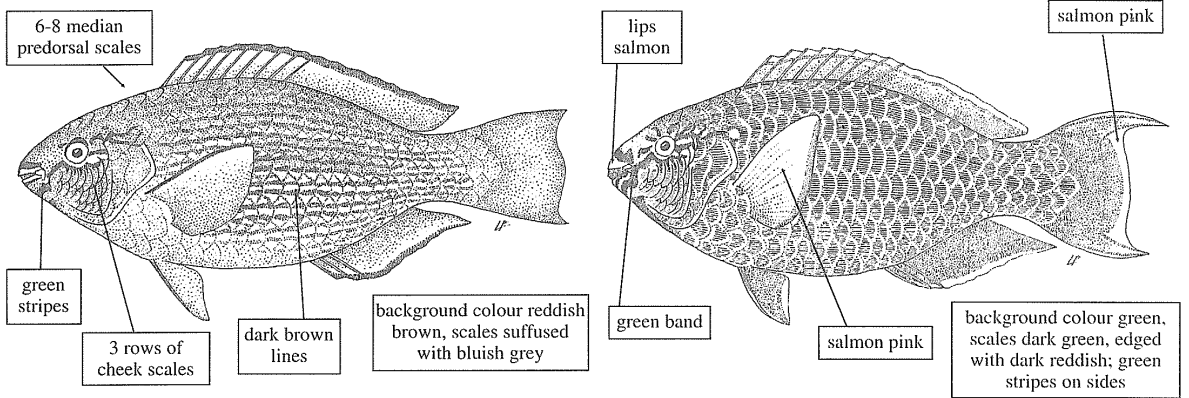 6-8 median
predorsal scales
green
stripes
3 rows of
cheek scales
dark brown
lines
background colour reddish
brown, scales suffused
with bluish grey
lips
salmon
salmon pink
green band
salmon pink
background colour green,
scales dark green, edged
with dark reddish; green
stripes on sides